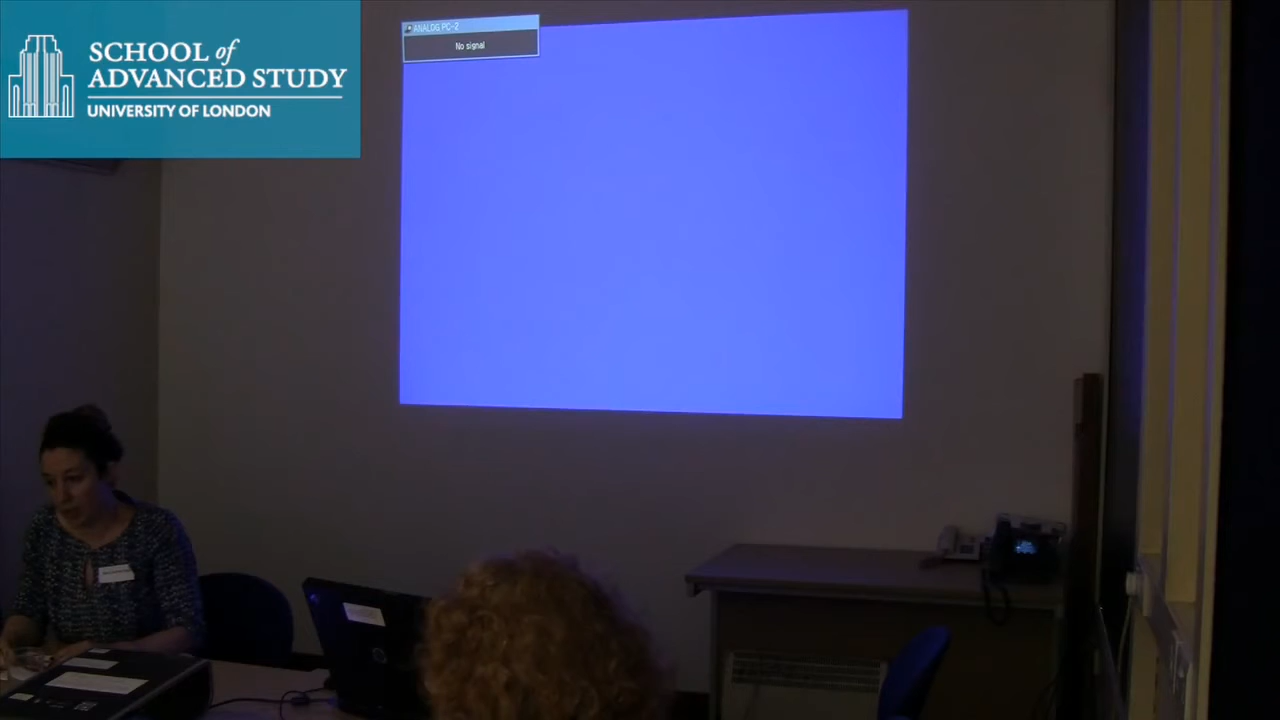 SCHOOL of
ADVANCED STUDY
UNIVERSITY OF LONDON
ANALOG PC-2
No signal